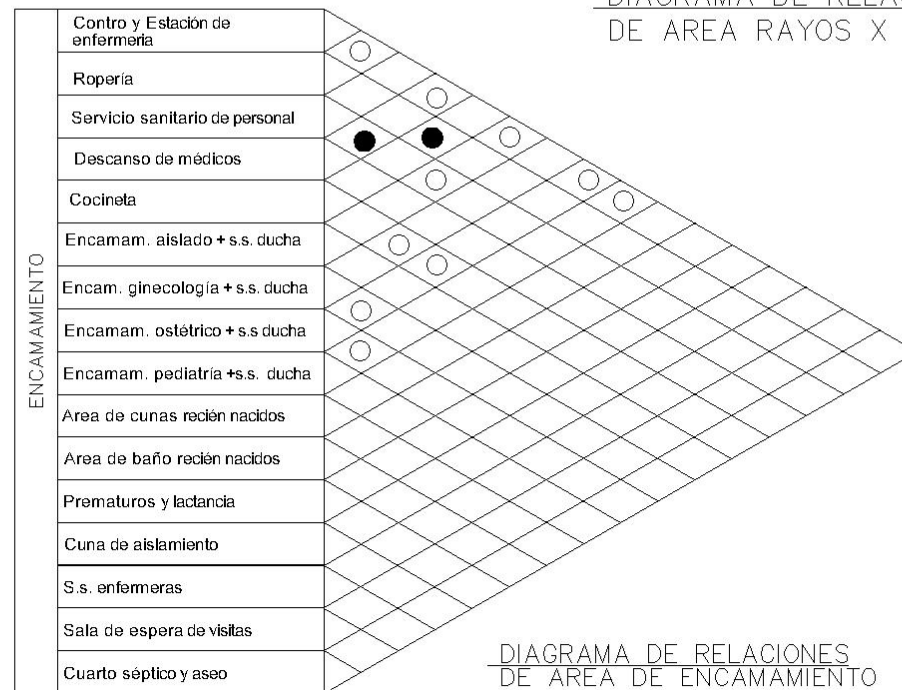 DIAGRAMA DE RELAC
DE AREA RAYOS X
ENCAMAMIENTO
Contro y Estación de
enfermeria
Ropería
Servicio sanitario de personal
Descanso de médicos
Cocineta
Encamam. aislado + s.s. ducha
Encam. ginecología + s.s. ducha
Encamam. ostétrico + s.s ducha
Encamam. pediatría +s.s. ducha
Area de cunas recién nacidos
Area de baño recién nacidos
Prematuros y lactancia
Cuna de aislamiento
S.s. enfermeras
Sala de espera de visitas
Cuarto séptico y aseo
DIAGRAMA DE RELACIONES
DE AREA DE ENCAMAMIENTO